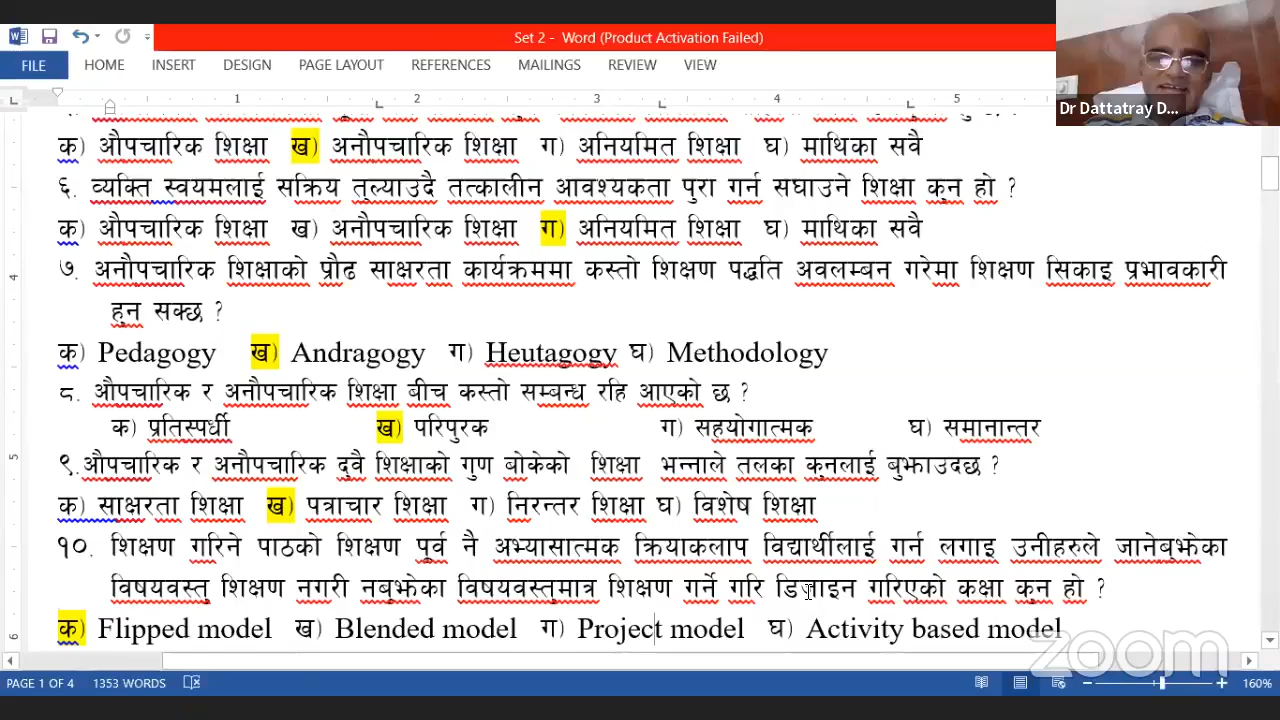 Set 2 - Word (Product Activation Failed)
FILE HOME INSERT DESIGN PAGE LAYOUT REFERENCES MAILINGS REVIEW VIEW
Dr Dattatray D...
1 2 3 4 5
क) औपचारिक शिक्षा ख) अनौपचारिक शिक्षा ग) अनियमित शिक्षा घ) माथिका सवै
६. व्यक्ति स्वयमलाई सक्रिय तुल्याउदै तत्कालीन आवश्यकता पुरा गर्न सघाउने शिक्षा कुन हो ?
क) औपचारिक शिक्षा ख) अनौपचारिक शिक्षा ग) अनियमित शिक्षा घ) माथिका सवै
७. अनौपचारिक शिक्षाको प्रौढ साक्षरता कार्यक्रममा कस्तो शिक्षण पद्धति अवलम्बन गरेमा शिक्षण सिकाइ प्रभावकारी
हुन सक्छ ?
क) Pedagogy ख) Andragogy ग) Heutagogy घ) Methodology
८. औपचारिक र अनौपचारिक शिक्षा बीच कस्तो सम्बन्ध रहि आएको छ ?
क) प्रतिस्पर्धी ख) परिपुरक ग) सहयोगात्मक घ) समानान्तर
९.औपचारिक र अनौपचारिक दुवै शिक्षाको गुण बोकेको शिक्षा भन्नाले तलका कुनलाई बुझाउदछ ?
क) साक्षरता शिक्षा ख) पत्राचार शिक्षा ग) निरन्तर शिक्षा घ) विशेष शिक्षा
१०. शिक्षण गरिने पाठको शिक्षण पूर्व नै अभ्यासात्मक क्रियाकलाप विद्यार्थीलाई गर्न लगाइ उनीहरुले जानेबुझेका
विषयवस्तु शिक्षण नगरी नबुझेका विषयवस्तुमात्र शिक्षण गर्ने गरि डिजाइन गरिएको कक्षा कुन हो ?
क) Flipped model ख) Blended model ग) Project model घ) Activity based model
zoom
PAGE 1 OF 4 1353 WORDS 160%